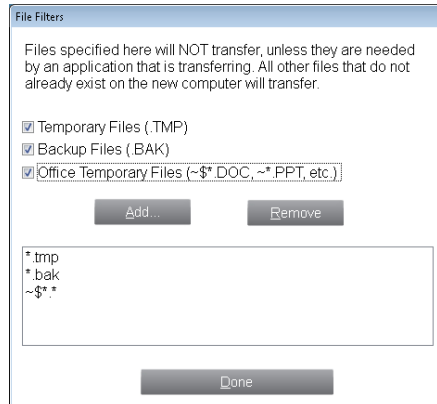 File Filters
Files specified here will NOT transfer, unless they are needed
by an application that is transferring. All other files that do not
already exist on the new computer will transfer.
Temporary Files (.TMP)
Backup Files (.BAK)
Office Temporary Files (~$*.DOC, ~*.PPT, etc.)
Add...
Remove
*.tmp
*.bak
~$*.*
Done